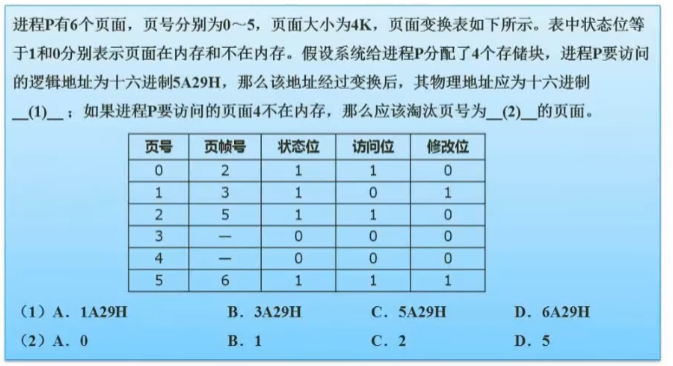 进程P有6个页面，页号分别为0～5，页面大小为4K，页面变换表如下所示。表中状态位等
于1和0分别表示页面在内存和不在内存。假设系统给进程P分配了4个存储块，进程P要访问
的逻辑地址为十六进制5A29H，那么该地址经过变换后，其物理地址应为十六进制
__(1)__；如果进程P要访问的页面4不在内存，那么应该淘汰页号为__(2)__的页面。
页号 页帧号 状态位 访问位 修改位
0 2 1 1 0
1 3 1 0 1
2 5 1 1 0
3 — 0 0 0
4 — 0 0 0
5 6 1 1 1
（1）A．1A29H B．3A29H C．5A29H D．6A29H
（2）A．0 B．1 C．2 D．5